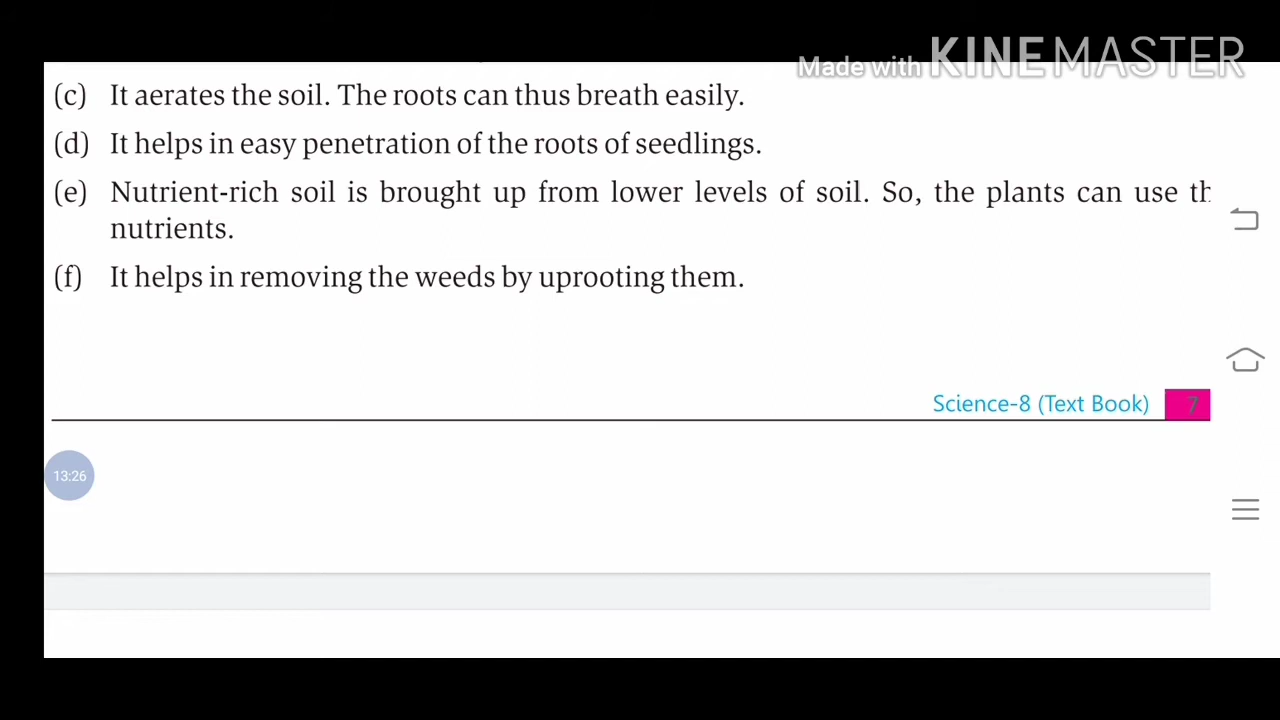 Made with KINEMASTER
(c) It aerates the soil. The roots can thus breath easily.
(d) It helps in easy penetration of the roots of seedlings.
(e) Nutrient-rich soil is brought up from lower levels of soil. So, the plants can use th
nutrients.
(f) It helps in removing the weeds by uprooting them.
Science-8 (Text Book) 7
13:26